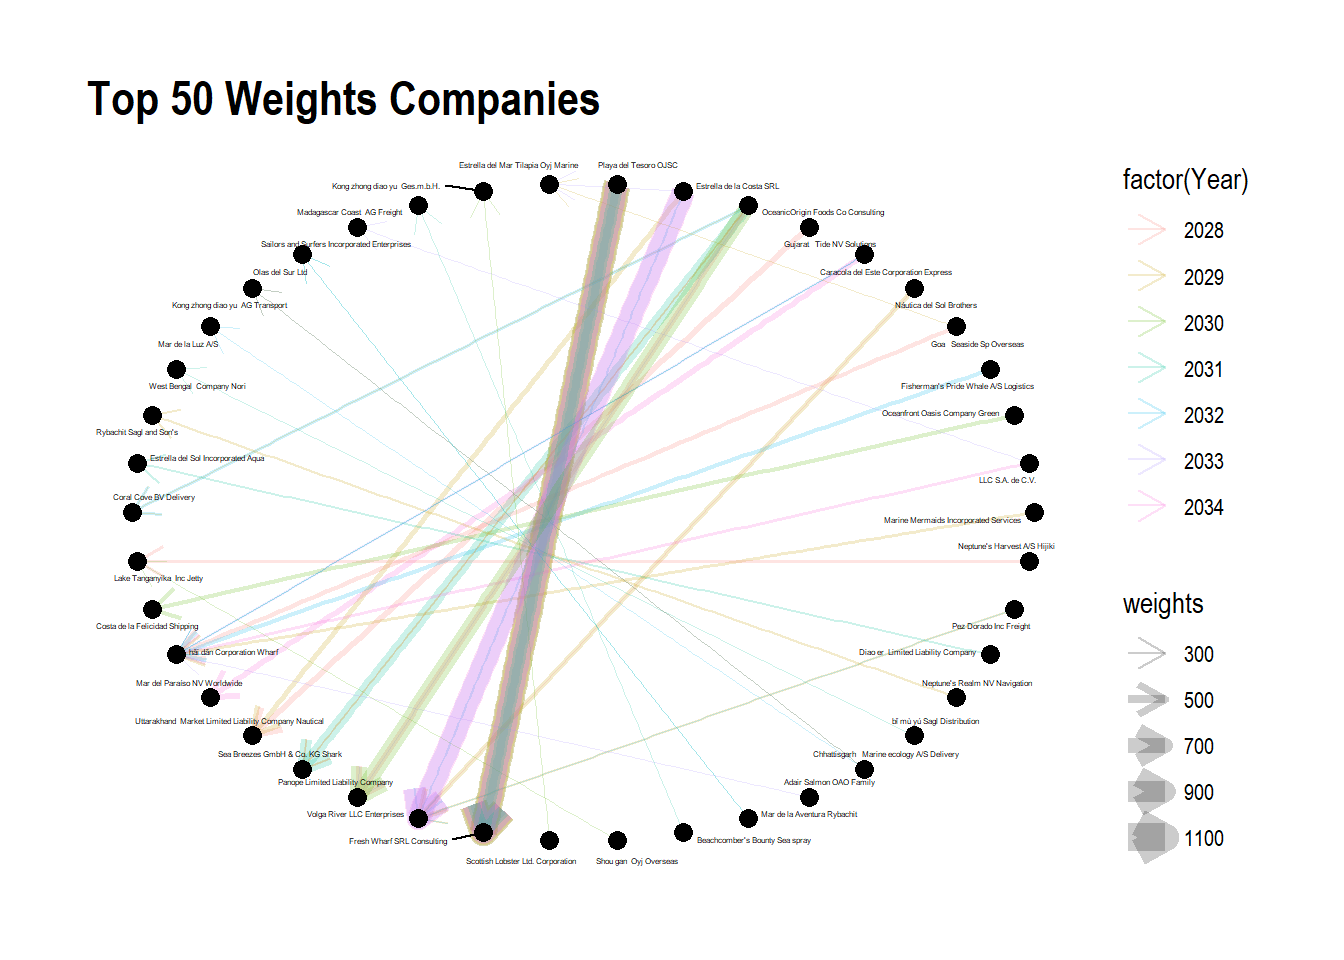 Top 50 Weights Companies
Estrella del Mar Tilapia Oyj Marine
Playa del Tesoro OJSC
Kong zhong diao yu  Ges.m.b.H.
Estrella de la Costa SRL
Madagascar Coast  AG Freight
OceanicOrigin Foods Co Consulting
Sailors and Surfers Incorporated Enterprises
Gujarat   Tide NV Solutions
Olas del Sur Ltd
Caracola del Este Corporation Express
Kong zhong diao yu  AG Transport
Náutica del Sol Brothers
Mar de la Luz A/S
Goa   Seaside Sp Overseas
West Bengal  Company Nori
Fisherman's Pride Whale A/S Logistics
Rybachit Sagl and Son's
Oceanfront Oasis Company Green
Estrella del Sol Incorporated Aqua
LLC S.A. de C.V.
Coral Cove BV Delivery
Marine Mermaids Incorporated Services
Neptune's Harvest A/S Hijiki
Lake Tanganyika  Inc Jetty
Costa de la Felicidad Shipping
Pez Dorado Inc Freight
hǎi dǎn Corporation Wharf
Diao er  Limited Liability Company
Mar del Paraíso NV Worldwide
Neptune's Realm NV Navigation
Uttarakhand  Market Limited Liability Company Nautical
bǐ mù yú Sagl Distribution
Sea Breezes GmbH & Co. KG Shark
Chhattisgarh   Marine ecology A/S Delivery
Panope Limited Liability Company
Adair Salmon OAO Family
Volga River LLC Enterprises
Mar de la Aventura Rybachit
Fresh Wharf SRL Consulting
Beachcomber's Bounty Sea spray
Scottish Lobster Ltd. Corporation
Shou gan  Oyj Overseas
factor(Year)
2028
2029
2030
2031
2032
2033
2034
weights
300
500
700
900
1100